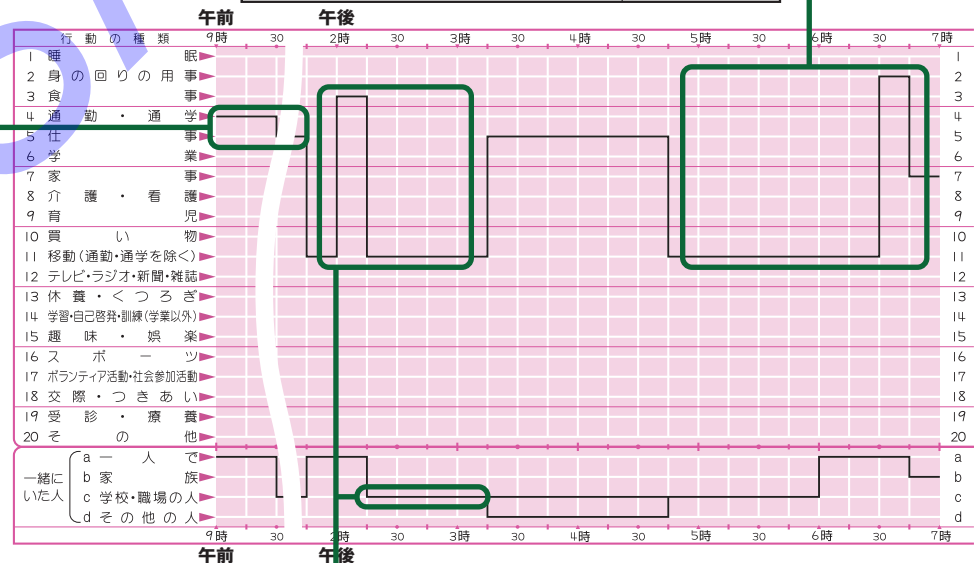 午前 午後
行動の種類 9時 30 2時 30 3時 30 4時 30 5時 30 6時 30 7時
1 睡眠 1
2 身の回りの用事 2
3 食事 3
4 通勤・通学 4
5 仕事 5
6 学業 6
7 家事 7
8 介護・看護 8
9 育児 9
10 買い物 10
11 移動(通勤・通学を除く) 11
12 テレビ・ラジオ・新聞・雑誌 12
13 休養・くつろぎ 13
14 学習・自己啓発・訓練(学業以外) 14
15 趣味・娯楽 15
16 スポーツ 16
17 ボランティア活動・社会参加活動 17
18 交際・つきあい 18
19 受診・療養 19
20 その他 20
一緒にいた人
a 一人で a
b 家族 b
c 学校・職場の人 c
d その他の人 d
9時 30 2時 30 3時 30 4時 30 5時 30 6時 30 7時
午前 午後